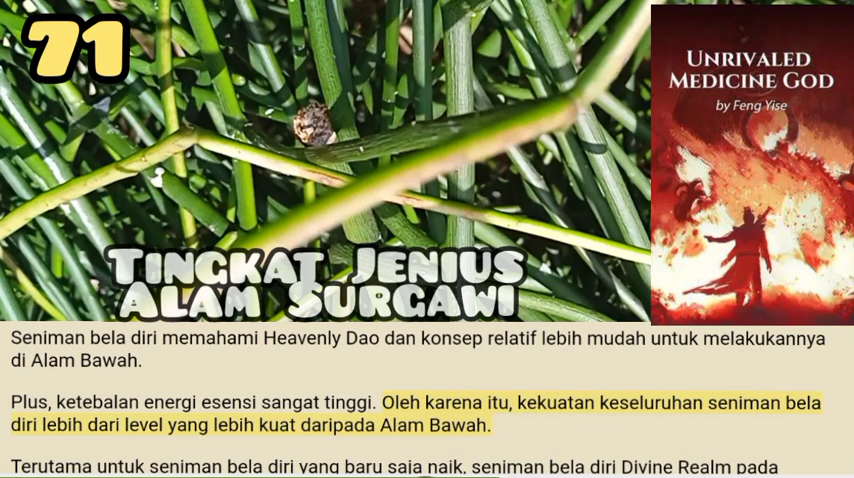 71
UNRIVALED
MEDICINE GOD
by Feng Yise
TINGKAT JENIUS
ALAM SURGAWI
Seniman bela diri memahami Heavenly Dao dan konsep relatif lebih mudah untuk melakukannya
di Alam Bawah.
Plus, ketebalan energi esensi sangat tinggi. Oleh karena itu, kekuatan keseluruhan seniman bela
diri lebih dari level yang lebih kuat daripada Alam Bawah.
Terutama untuk seniman bela diri yang baru saja naik, seniman bela diri Divine Realm pada